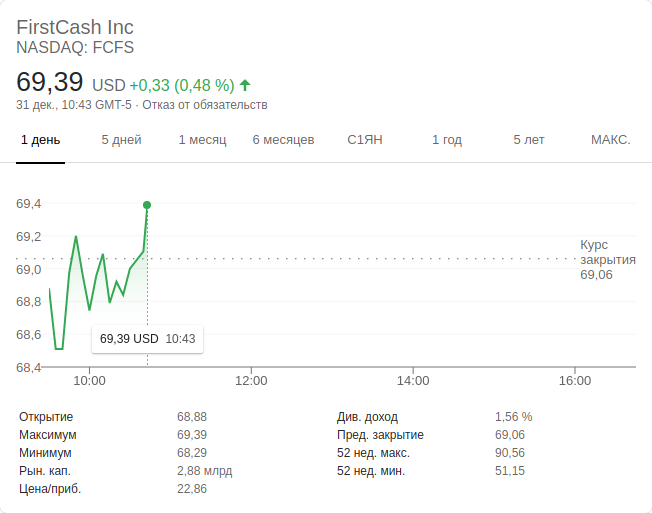 FirstCash Inc
NASDAQ: FCFS
69,39 USD +0,33 (0,48 %)
31 дек., 10:43 GMT-5 · Отказ от обязательств
1 день 5 дней 1 месяц 6 месяцев С1ЯН 1 год 5 лет МАКС.
69,4
69,2
69,0
68,8
68,6
68,4
Курс
закрытия
69,06
69,39 USD 10:43
10:00 12:00 14:00 16:00
Открытие 68,88 Див. доход 1,56 %
Максимум 69,39 Пред. закрытие 69,06
Минимум 68,29 52 нед. макс. 90,56
Рын. кап. 2,88 млрд 52 нед. мин. 51,15
Цена/приб. 22,86